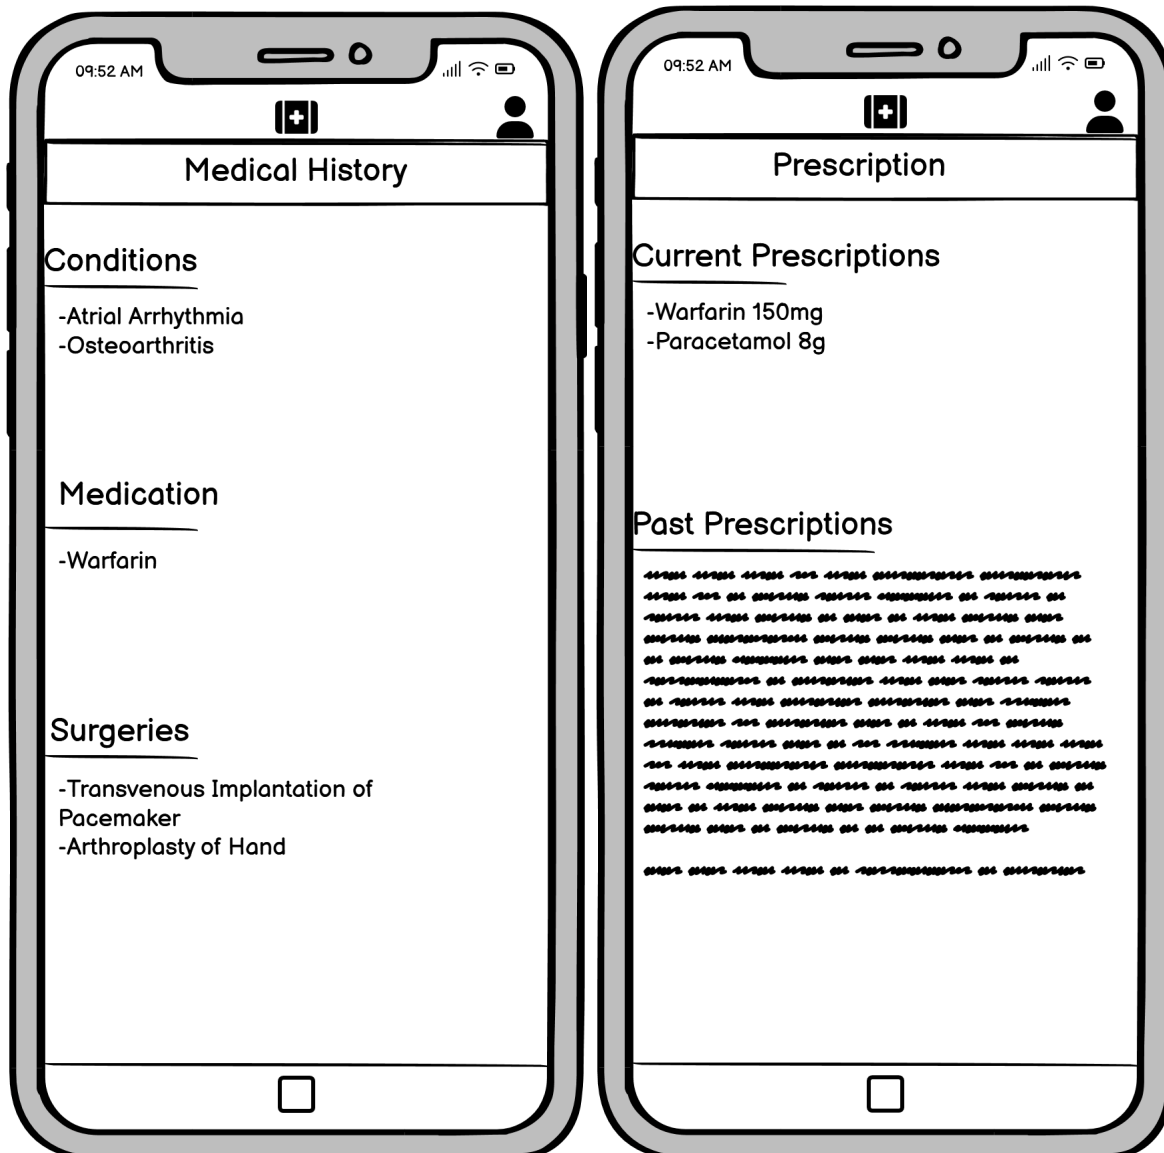 09:52 AM
Medical History
Conditions
-Atrial Arrhythmia
-Osteoarthritis
Medication
-Warfarin
Surgeries
-Transvenous Implantation of
Pacemaker
-Arthroplasty of Hand
09:52 AM
Prescription
Current Prescriptions
-Warfarin 150mg
-Paracetamol 8g
Past Prescriptions